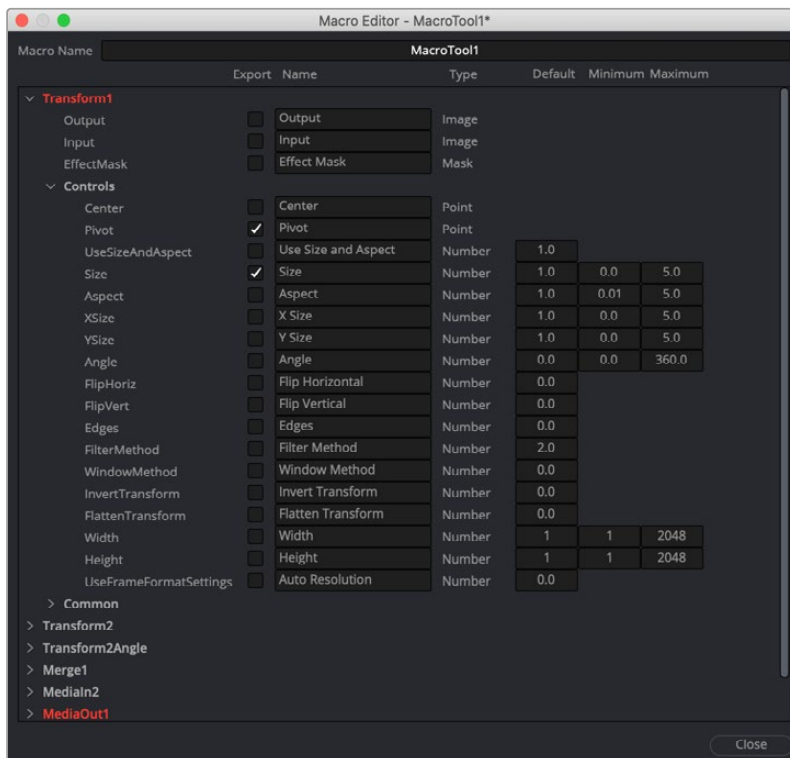 Macro Editor - MacroTool1*
Macro Name MacroTool1
Export Name Type Default Minimum Maximum
Transform1
Output Output Image
Input Input Image
EffectMask Effect Mask Mask
Controls
Center Center Point
Pivot Pivot Point
UseSizeAndAspect Use Size and Aspect Number 1.0
Size Size Number 1.0 0.0 5.0
Aspect Aspect Number 1.0 0.01 5.0
XSize X Size Number 1.0 0.0 5.0
YSize Y Size Number 1.0 0.0 5.0
Angle Angle Number 0.0 0.0 360.0
FlipHoriz Flip Horizontal Number 0.0
FlipVert Flip Vertical Number 0.0
Edges Edges Number 0.0
FilterMethod Filter Method Number 2.0
WindowMethod Window Method Number 0.0
InvertTransform Invert Transform Number 0.0
FlattenTransform Flatten Transform Number 0.0
Width Width Number 1 1 2048
Height Height Number 1 1 2048
UseFrameFormatSettings Auto Resolution Number 0.0
Common
Transform2
Transform2Angle
Merge1
MediaIn2
MediaOut1
Close